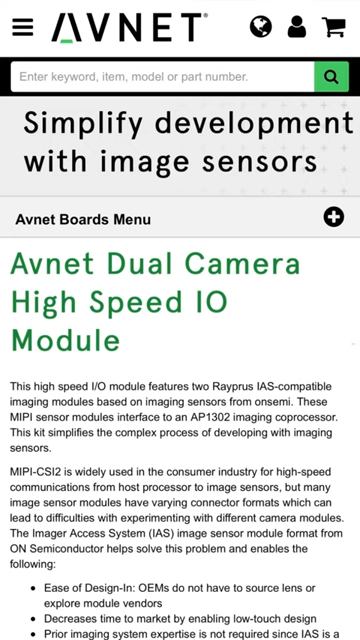 AVNET®
Enter keyword, item, model or part number.
Simplify development
with image sensors
Avnet Boards Menu
Avnet Dual Camera
High Speed IO
Module
This high speed I/O module features two Rayprus IAS-compatible
imaging modules based on imaging sensors from onsemi. These
MIPI sensor modules interface to an AP1302 imaging coprocessor.
This kit simplifies the complex process of developing with imaging
sensors.
MIPI-CSI2 is widely used in the consumer industry for high-speed
communications from host processor to image sensors, but many
image sensor modules have varying connector formats which can
lead to difficulties with experimenting with different camera modules.
The Imager Access System (IAS) image sensor module format from
ON Semiconductor helps solve this problem and enables the
following:
• Ease of Design-In: OEMs do not have to source lens or
explore module vendors
• Decreases time to market by enabling low-touch design
• Prior imaging system expertise is not required since IAS is a